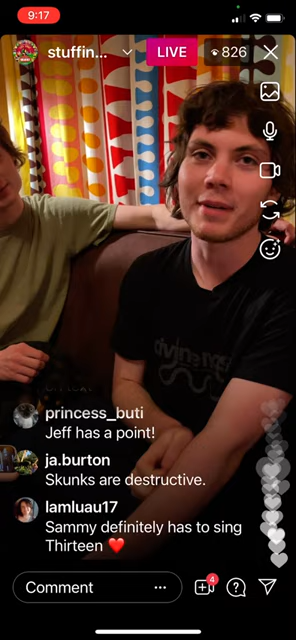 9:17
stuffin...
LIVE
826
princess_buti
Jeff has a point!
ja.burton
Skunks are destructive.
lamluau17
Sammy definitely has to sing
Thirteen ❤️
Comment
4